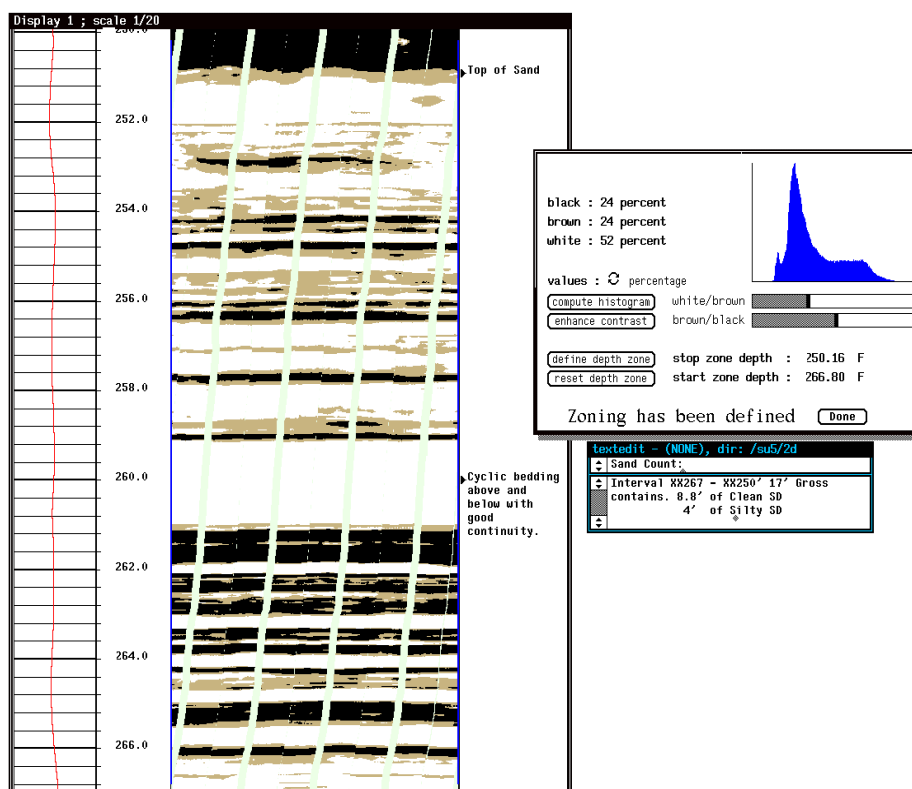 Display 1 ; scale 1/20
250.0
Top of Sand
252.0
254.0
256.0
258.0
260.0
Cyclic bedding
above and
below with
good
continuity.
262.0
264.0
266.0
black : 24 percent
brown : 24 percent
white : 52 percent
values : percentage
compute histogram white/brown
enhance contrast brown/black
define depth zone stop zone depth : 250.16 F
reset depth zone start zone depth : 266.80 F
Zoning has been defined Done
textedit - (NONE), dir: /su5/2d
Sand Count:
Interval XX267 - XX250' 17' Gross
contains. 8.8' of Clean SD
4' of Silty SD